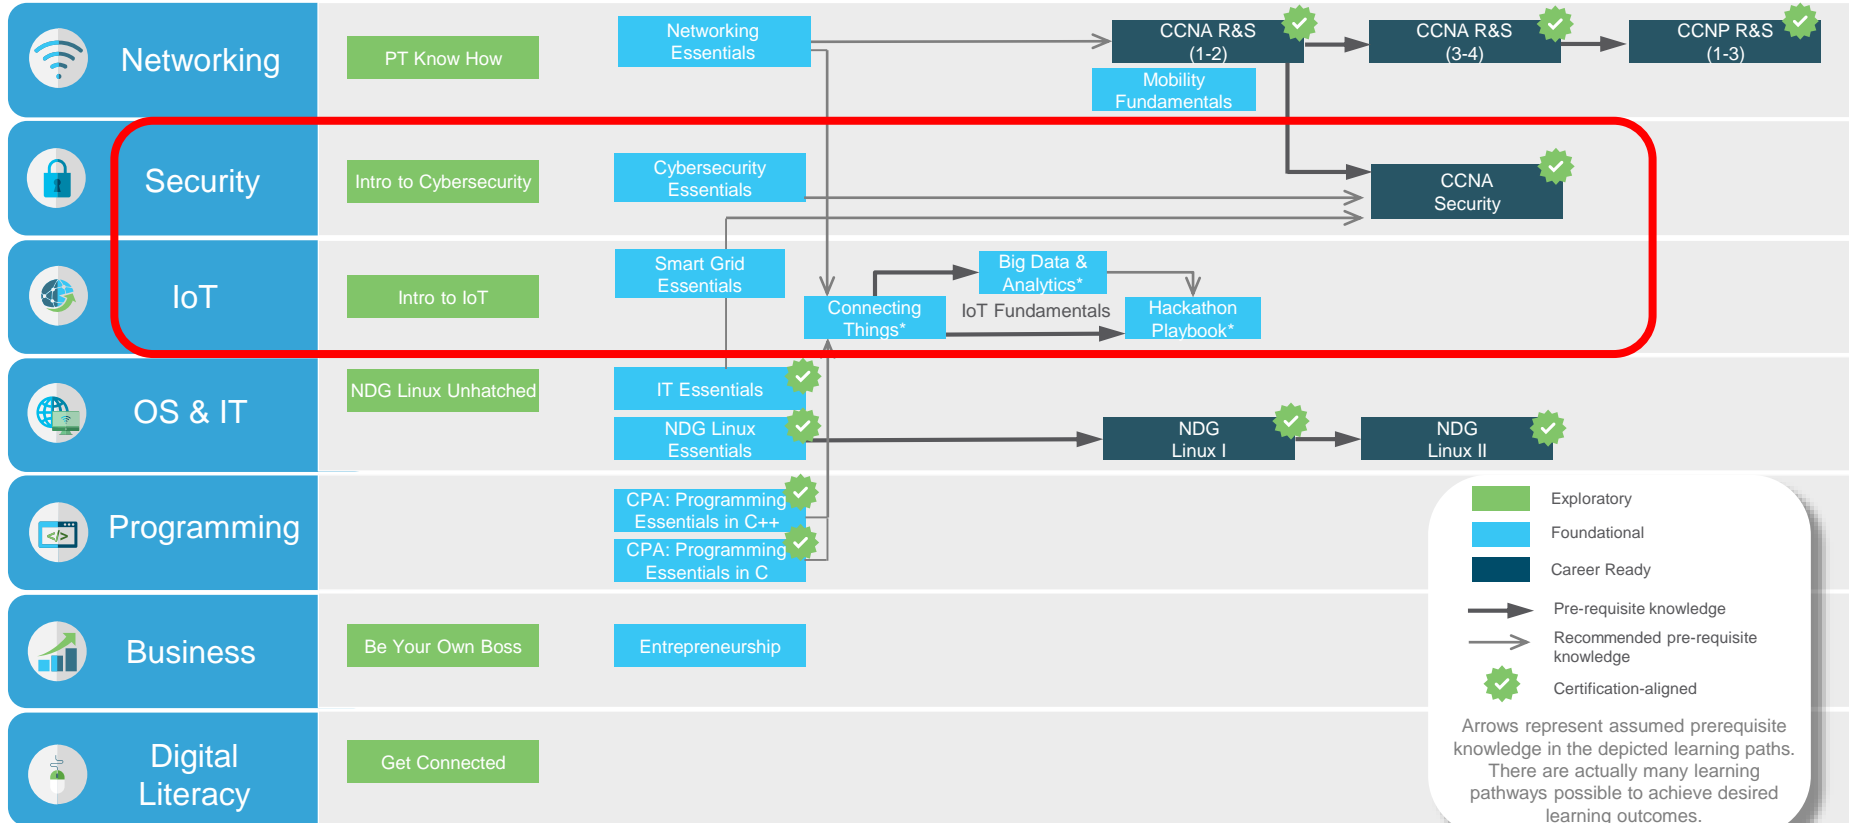 Networking
PT Know How
Networking
Essentials
CCNA R&S
(1-2)
CCNA R&S
(3-4)
CCNP R&S
(1-3)
Mobility
Fundamentals
Security
Intro to Cybersecurity
Cybersecurity
Essentials
CCNA
Security
IoT
Intro to IoT
Smart Grid
Essentials
Connecting
Things*
Big Data &
Analytics*
IoT Fundamentals
Hackathon
Playbook*
OS & IT
NDG Linux Unhatched
IT Essentials
NDG Linux
Essentials
NDG
Linux I
NDG
Linux II
Programming
</>
CPA: Programming
Essentials in C++
CPA: Programming
Essentials in C
Business
Be Your Own Boss
Entrepreneurship
Digital
Literacy
Get Connected
Exploratory
Foundational
Career Ready
Pre-requisite knowledge
Recommended pre-requisite
knowledge
Certification-aligned
Arrows represent assumed prerequisite
knowledge in the depicted learning paths.
There are actually many learning
pathways possible to achieve desired
learning outcomes.